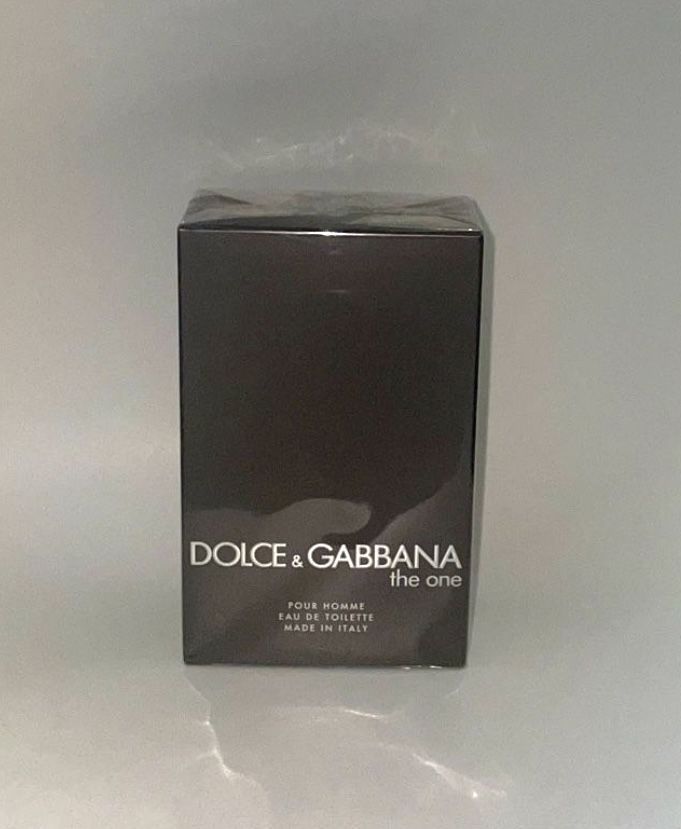 DOLCE & GABBANA
the one
POUR HOMME
EAU DE TOILETTE
MADE IN ITALY